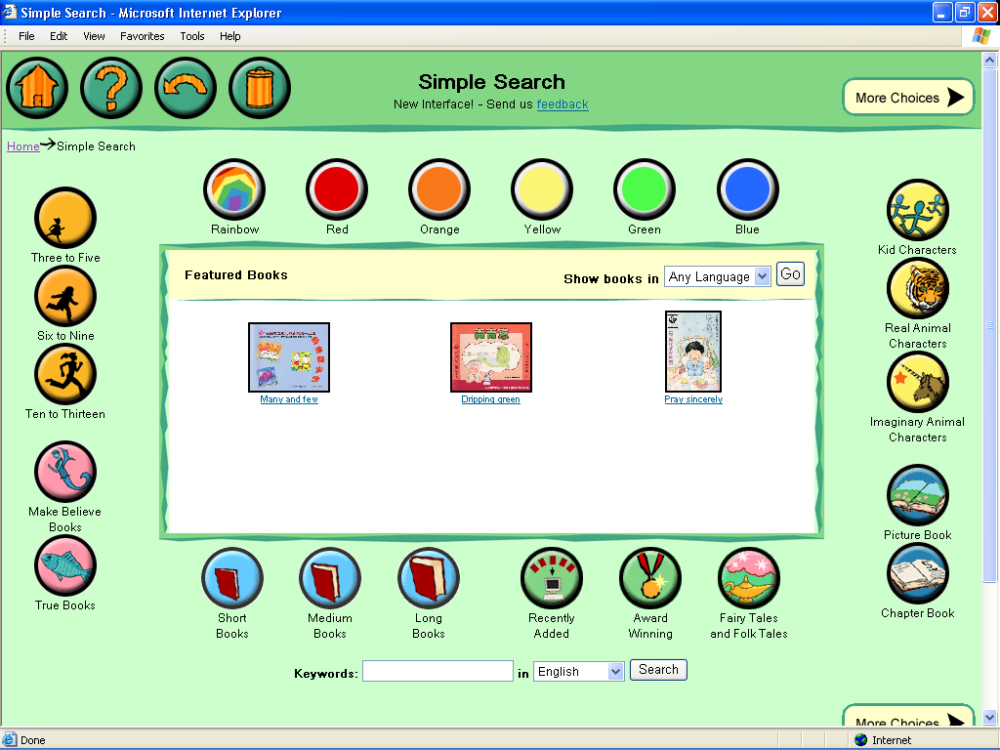 Simple Search - Microsoft Internet Explorer
File Edit View Favorites Tools Help
Simple Search
New Interface! - Send us feedback
More Choices
Home Simple Search
Rainbow Red Orange Yellow Green Blue
Three to Five
Six to Nine
Ten to Thirteen
Make Believe
Books
True Books
Featured Books
Show books in Any Language Go
Many and few
Dripping green
Pray sincerely
Kid Characters
Real Animal
Characters
Imaginary Animal
Characters
Picture Book
Chapter Book
Short
Books
Medium
Books
Long
Books
Recently
Added
Award
Winning
Fairy Tales
and Folk Tales
Keywords: in English Search
More Choices
Done
Internet